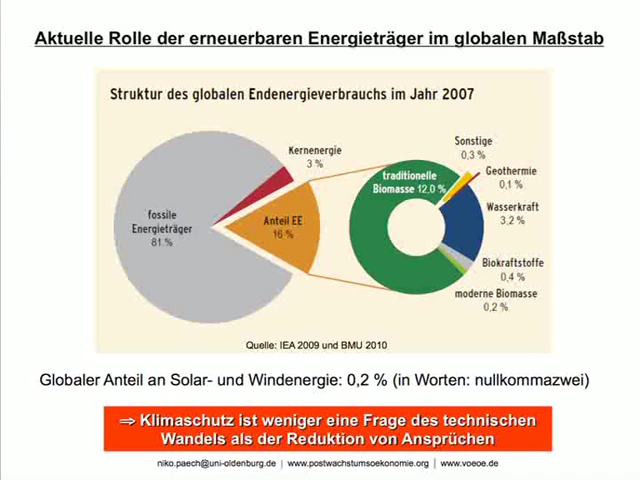 Aktuelle Rolle der erneuerbaren Energieträger im globalen Maßstab
Struktur des globalen Endenergieverbrauchs im Jahr 2007
Kernenergie
3 %
fossile
Energieträger
81 %
Anteil EE
16 %
traditionelle
Biomasse 12,0 %
Sonstige
0,3 %
Geothermie
0,1 %
Wasserkraft
3,2 %
Biokraftstoffe
0,4 %
moderne Biomasse
0,2 %
Quelle: IEA 2009 und BMU 2010
Globaler Anteil an Solar- und Windenergie: 0,2 % (in Worten: nullkommazwei)
⇒ Klimaschutz ist weniger eine Frage des technischen
Wandels als der Reduktion von Ansprüchen
niko.paech@uni-oldenburg.de | www.postwachstumsoekonomie.org | www.voeoe.de